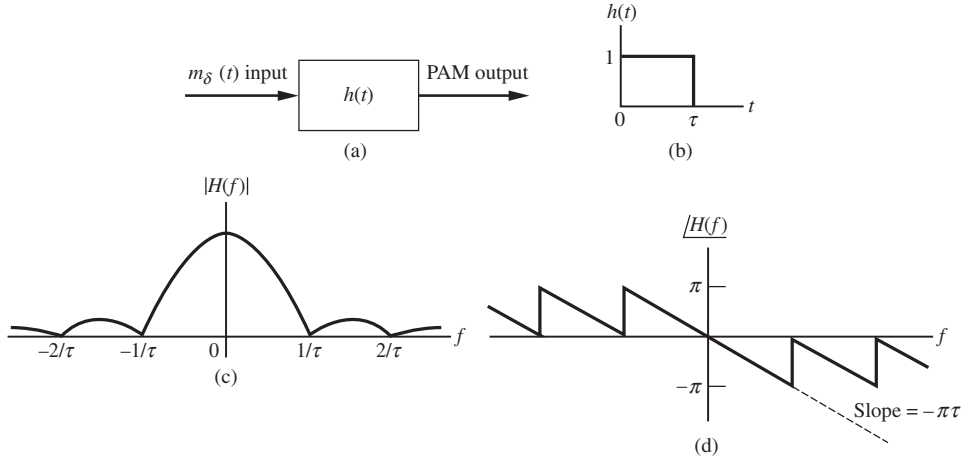 m_δ (t) input
h(t)
PAM output
(a)
h(t)
1
0
τ
t
(b)
|H(f)|
−2/τ
−1/τ
0
1/τ
2/τ
f
(c)
/H(f)
π
f
−π
Slope = −πτ
(d)